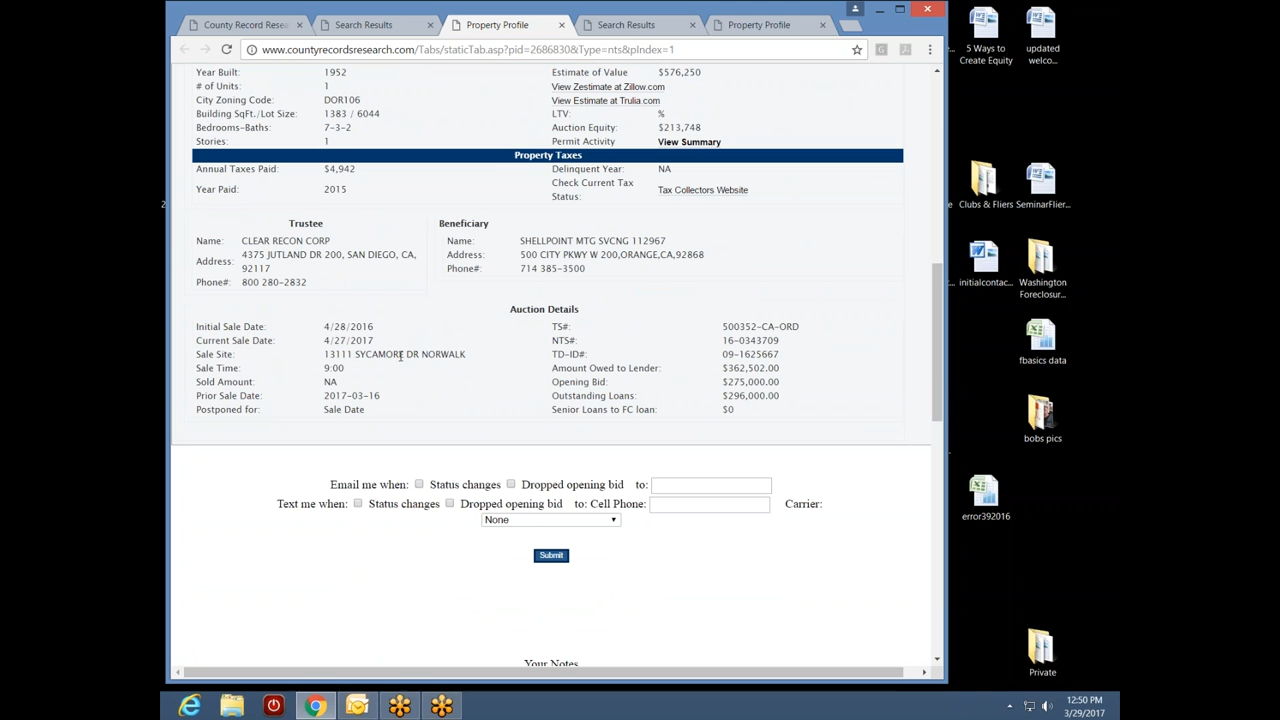 County Record Rese
Search Results
Property Profile
Search Results
Property Profile
www.countyrecordsresearch.com/Tabs/staticTab.asp?pid=2686830&Type=nts&pIndex=1
Year Built: 1952 Estimate of Value $576,250
# of Units: 1 View Zestimate at Zillow.com
City Zoning Code: DOR106 View Estimate at Trulia.com
Building SqFt./Lot Size: 1383 / 6044 LTV: %
Bedrooms-Baths: 7-3-2 Auction Equity: $213,748
Stories: 1 Permit Activity View Summary
Property Taxes
Annual Taxes Paid: $4,942 Delinquent Year: NA
Year Paid: 2015 Check Current Tax Status: Tax Collectors Website
Trustee Beneficiary
Name: CLEAR RECON CORP Name: SHELLPOINT MTG SVCNG 112967
Address: 4375 JUTLAND DR 200, SAN DIEGO, CA, 92117 Address: 500 CITY PKWY W 200,ORANGE,CA,92868
Phone#: 800 280-2832 Phone#: 714 385-3500
Auction Details
Initial Sale Date: 4/28/2016 TS#: 500352-CA-ORD
Current Sale Date: 4/27/2017 NTS#: 16-0343709
Sale Site: 13111 SYCAMORE DR NORWALK TD-ID#: 09-1625667
Sale Time: 9:00 Amount Owed to Lender: $362,502.00
Sold Amount: NA Opening Bid: $275,000.00
Prior Sale Date: 2017-03-16 Outstanding Loans: $296,000.00
Postponed for: Sale Date Senior Loans to FC loan: $0
Email me when: Status changes Dropped opening bid to:
Text me when: Status changes Dropped opening bid to: Cell Phone: Carrier:
None
Submit
Your Notes
5 Ways to Create Equity
updated welco...
Clubs & Fliers
SeminarFlier...
initialcontac...
Washington Foreclosur...
fbasics data
bobs pics
error392016
Private
12:50 PM
3/29/2017